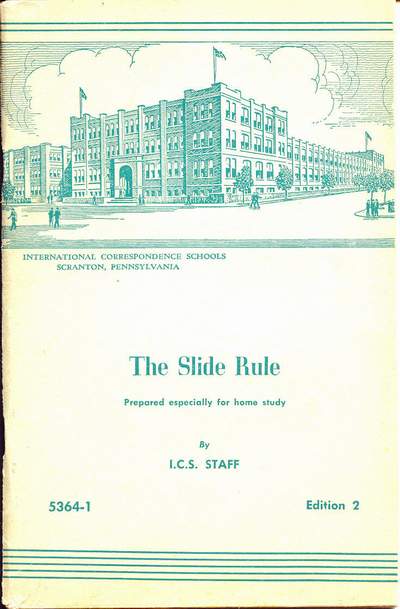 INTERNATIONAL CORRESPONDENCE SCHOOLS
SCRANTON, PENNSYLVANIA
The Slide Rule
Prepared especially for home study
By
I.C.S. STAFF
5364-1
Edition 2